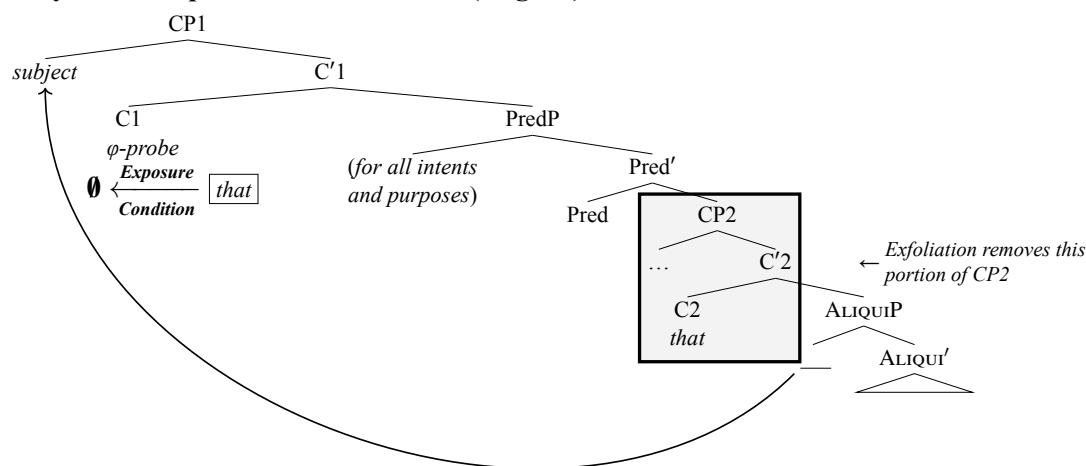 CP1
subject C′1
C1 PredP
φ-probe (for all intents Pred′
∅ Exposure that and purposes)
Condition Pred CP2
… C′2 ← Exfoliation removes this
portion of CP2
C2 ALIQUIP
that
ALIQUI′